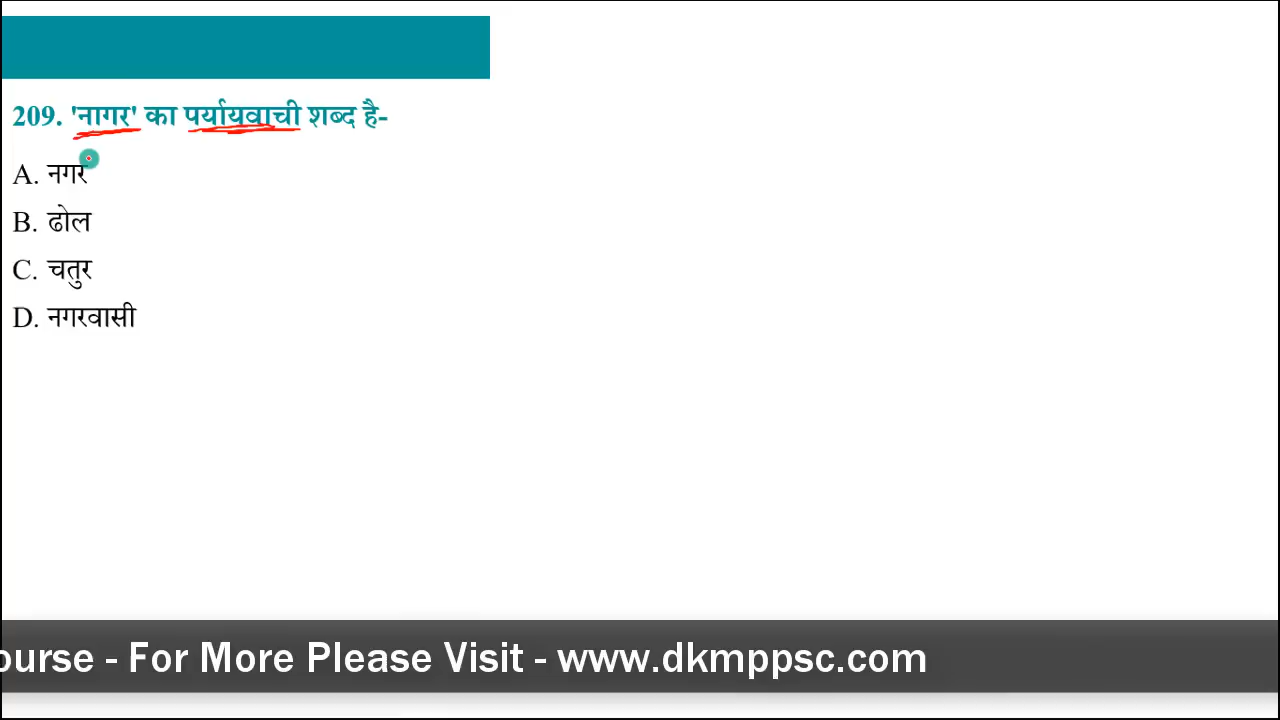 209. 'नागर' का पर्यायवाची शब्द है-
A. नगर
B. ढोल
C. चतुर
D. नगरवासी
ourse - For More Please Visit - www.dkmppsc.com